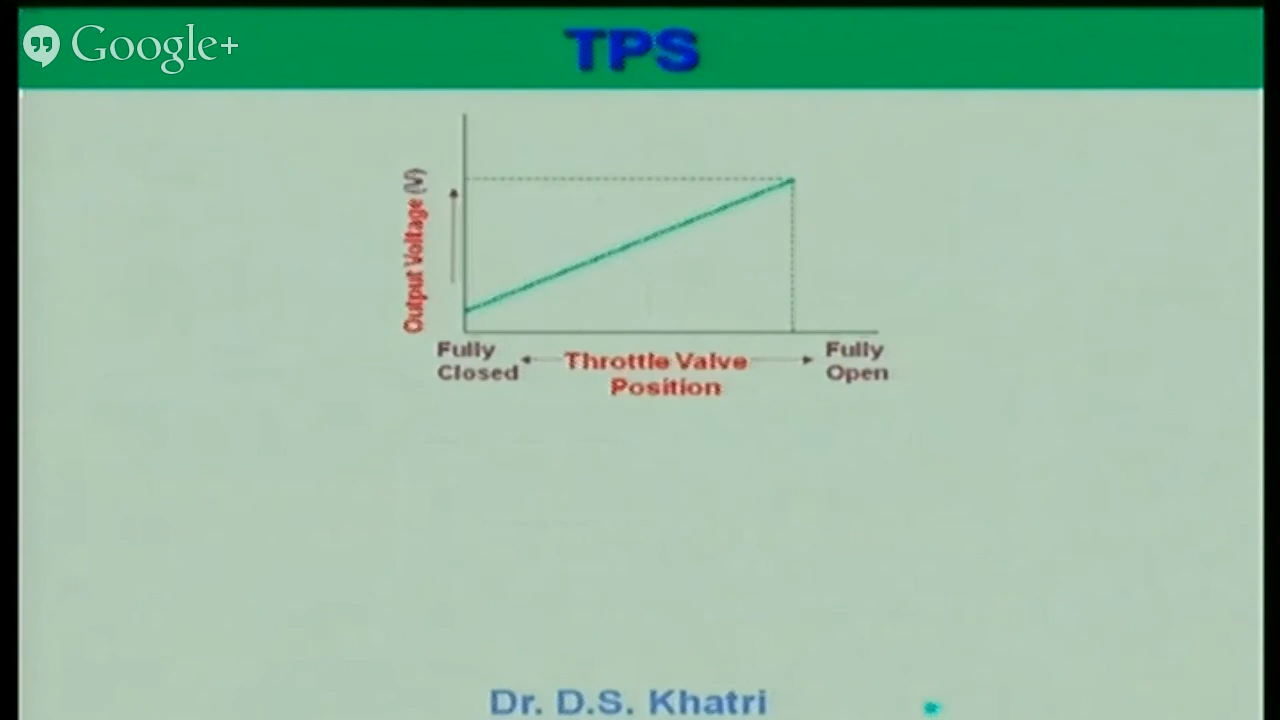 Google+
TPS
Output Voltage (V)
Fully
Closed
Throttle Valve
Position
Fully
Open
Dr. D.S. Khatri